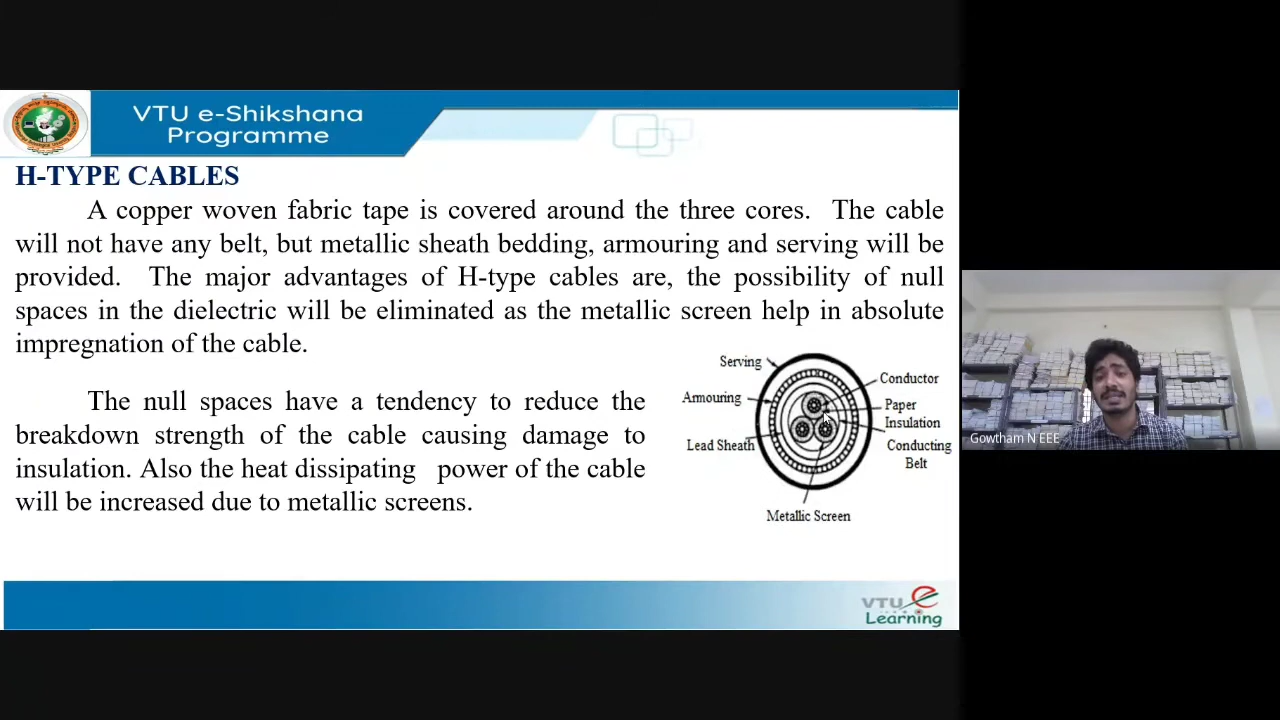 VTU e-Shikshana
Programme
H-TYPE CABLES
A copper woven fabric tape is covered around the three cores. The cable
will not have any belt, but metallic sheath bedding, armouring and serving will be
provided. The major advantages of H-type cables are, the possibility of null
spaces in the dielectric will be eliminated as the metallic screen help in absolute
impregnation of the cable.
The null spaces have a tendency to reduce the
breakdown strength of the cable causing damage to
insulation. Also the heat dissipating power of the cable
will be increased due to metallic screens.
Serving
Armouring
Lead Sheath
Conductor
Paper
Insulation
Conducting
Belt
Metallic Screen
Gowtham N EEE
VTU e
Learning